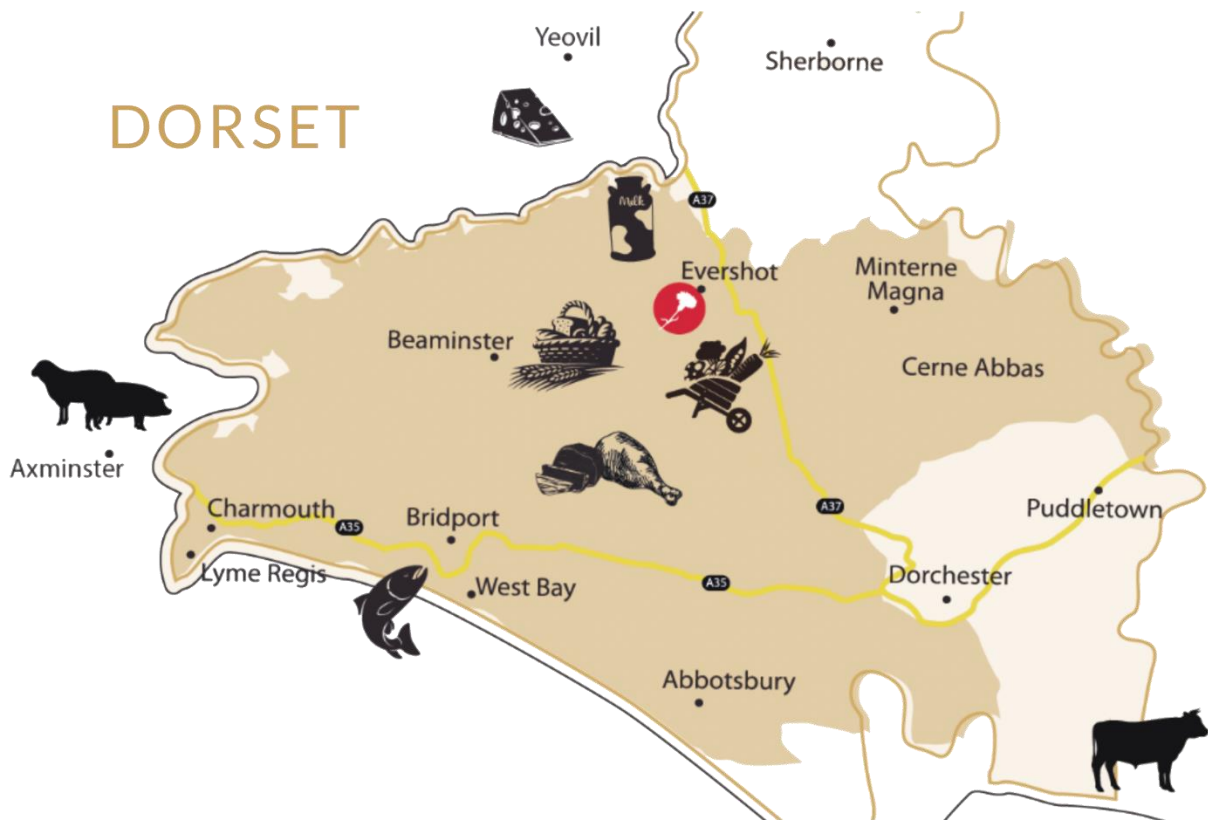 Yeovil
Sherborne
DORSET
Milk
A37
Evershot
Minterne
Magna
Beaminster
Cerne Abbas
Axminster
Charmouth
A35
Bridport
A37
Puddletown
Lyme Regis
West Bay
A35
Dorchester
Abbotsbury